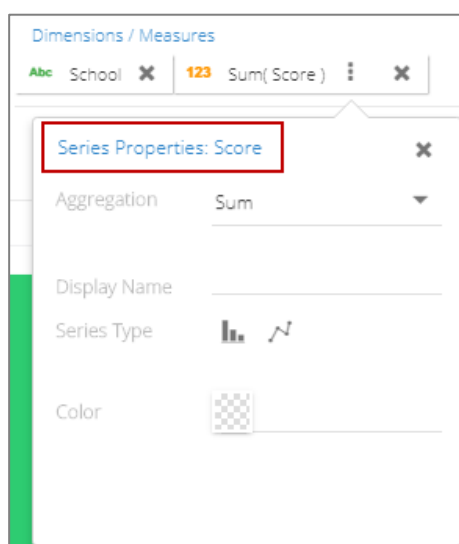 Dimensions / Measures
Abc School 123 Sum( Score )
Series Properties: Score
Aggregation Sum
Display Name
Series Type
Color